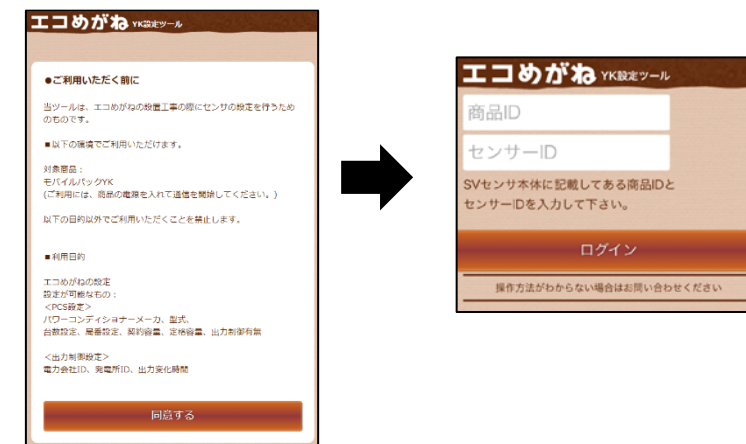 エコめがね YK設定ツール
●ご利用いただく前に
当ツールは、エコめがねの設置工事の際にセンサの設定を行うため
のものです。
■以下の環境でご利用いただけます。
対象商品：
モバイルパックYK
(ご利用には、商品の電源を入れて通信を開始してください。)
以下の目的以外でご利用いただくことを禁止します。
■利用目的
エコめがねの設定
設定が可能なもの：
<PCS設定>
パワーコンディショナーメーカ、型式、
台数設定、局番設定、契約容量、定格容量、出力制御有無
<出力制御設定>
電力会社ID、発電所ID、出力変化時間
同意する
エコめがね YK設定ツール
商品ID
センサーID
SVセンサ本体に記載してある商品IDと
センサーIDを入力して下さい。
ログイン
操作方法がわからない場合はお問い合わせください